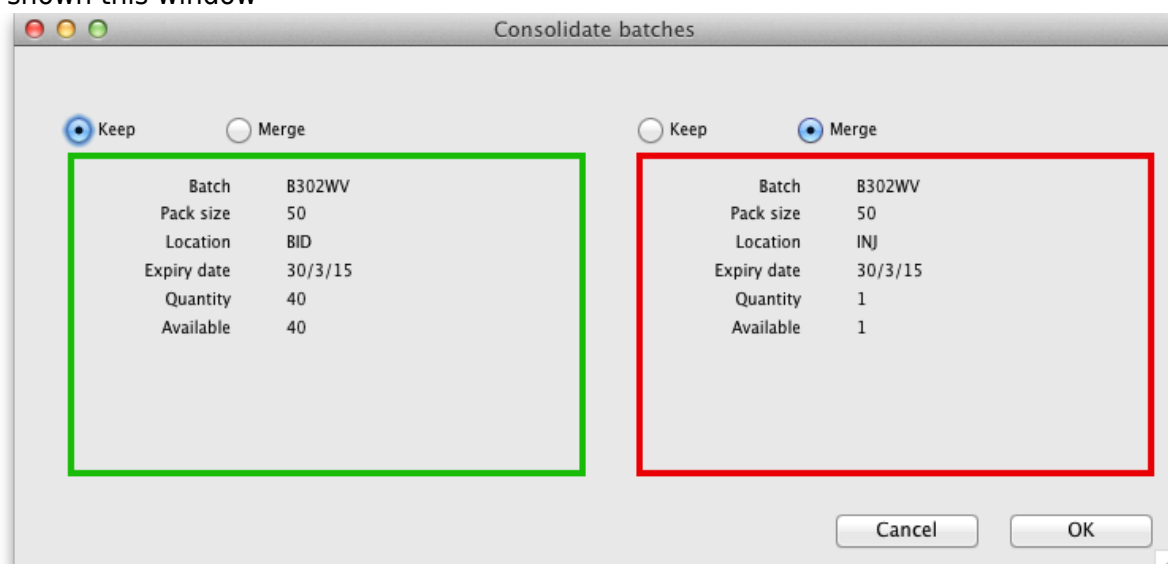 shown this window
Consolidate batches
Keep Merge
Batch B302WV
Pack size 50
Location BID
Expiry date 30/3/15
Quantity 40
Available 40
Keep Merge
Batch B302WV
Pack size 50
Location INJ
Expiry date 30/3/15
Quantity 1
Available 1
Cancel OK